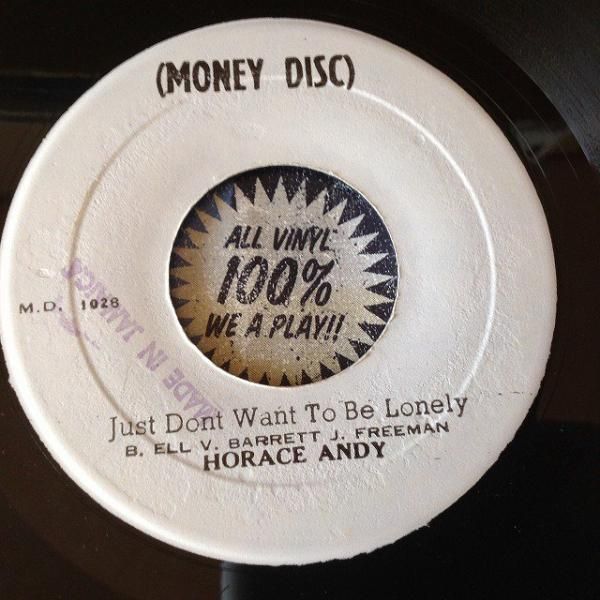 (MONEY DISC)
ALL VINYL
100%
WE A PLAY!!
M.D. 1028
MADE IN JAMAICA
Just Dont Want To Be Lonely
B. ELL V. BARRETT J. FREEMAN
HORACE ANDY